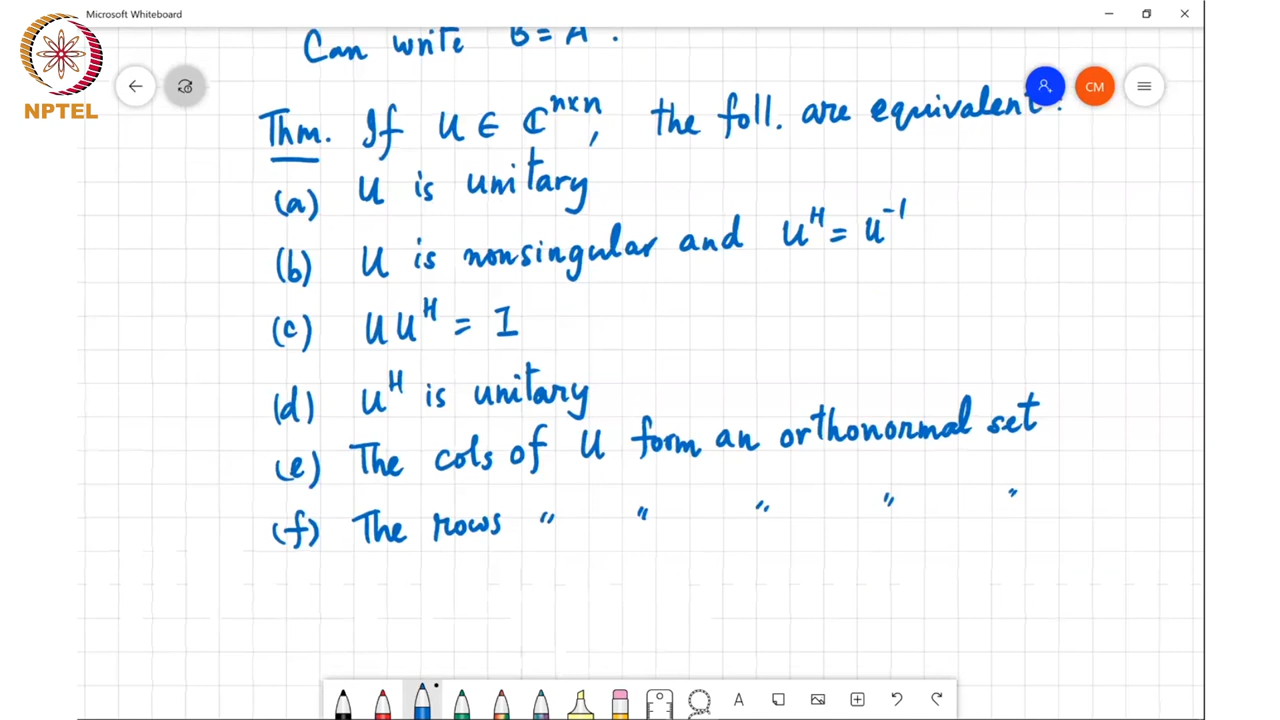 Microsoft Whiteboard
NPTEL
CM
Can write B = A .
Thm. If U ∈ ℂ^{n×n}, the foll. are equivalent:
(a) U is unitary
(b) U is nonsingular and U^H = U^{-1}
(c) U U^H = I
(d) U^H is unitary
(e) The cols of U form an orthonormal set
(f) The rows " " " " "
A